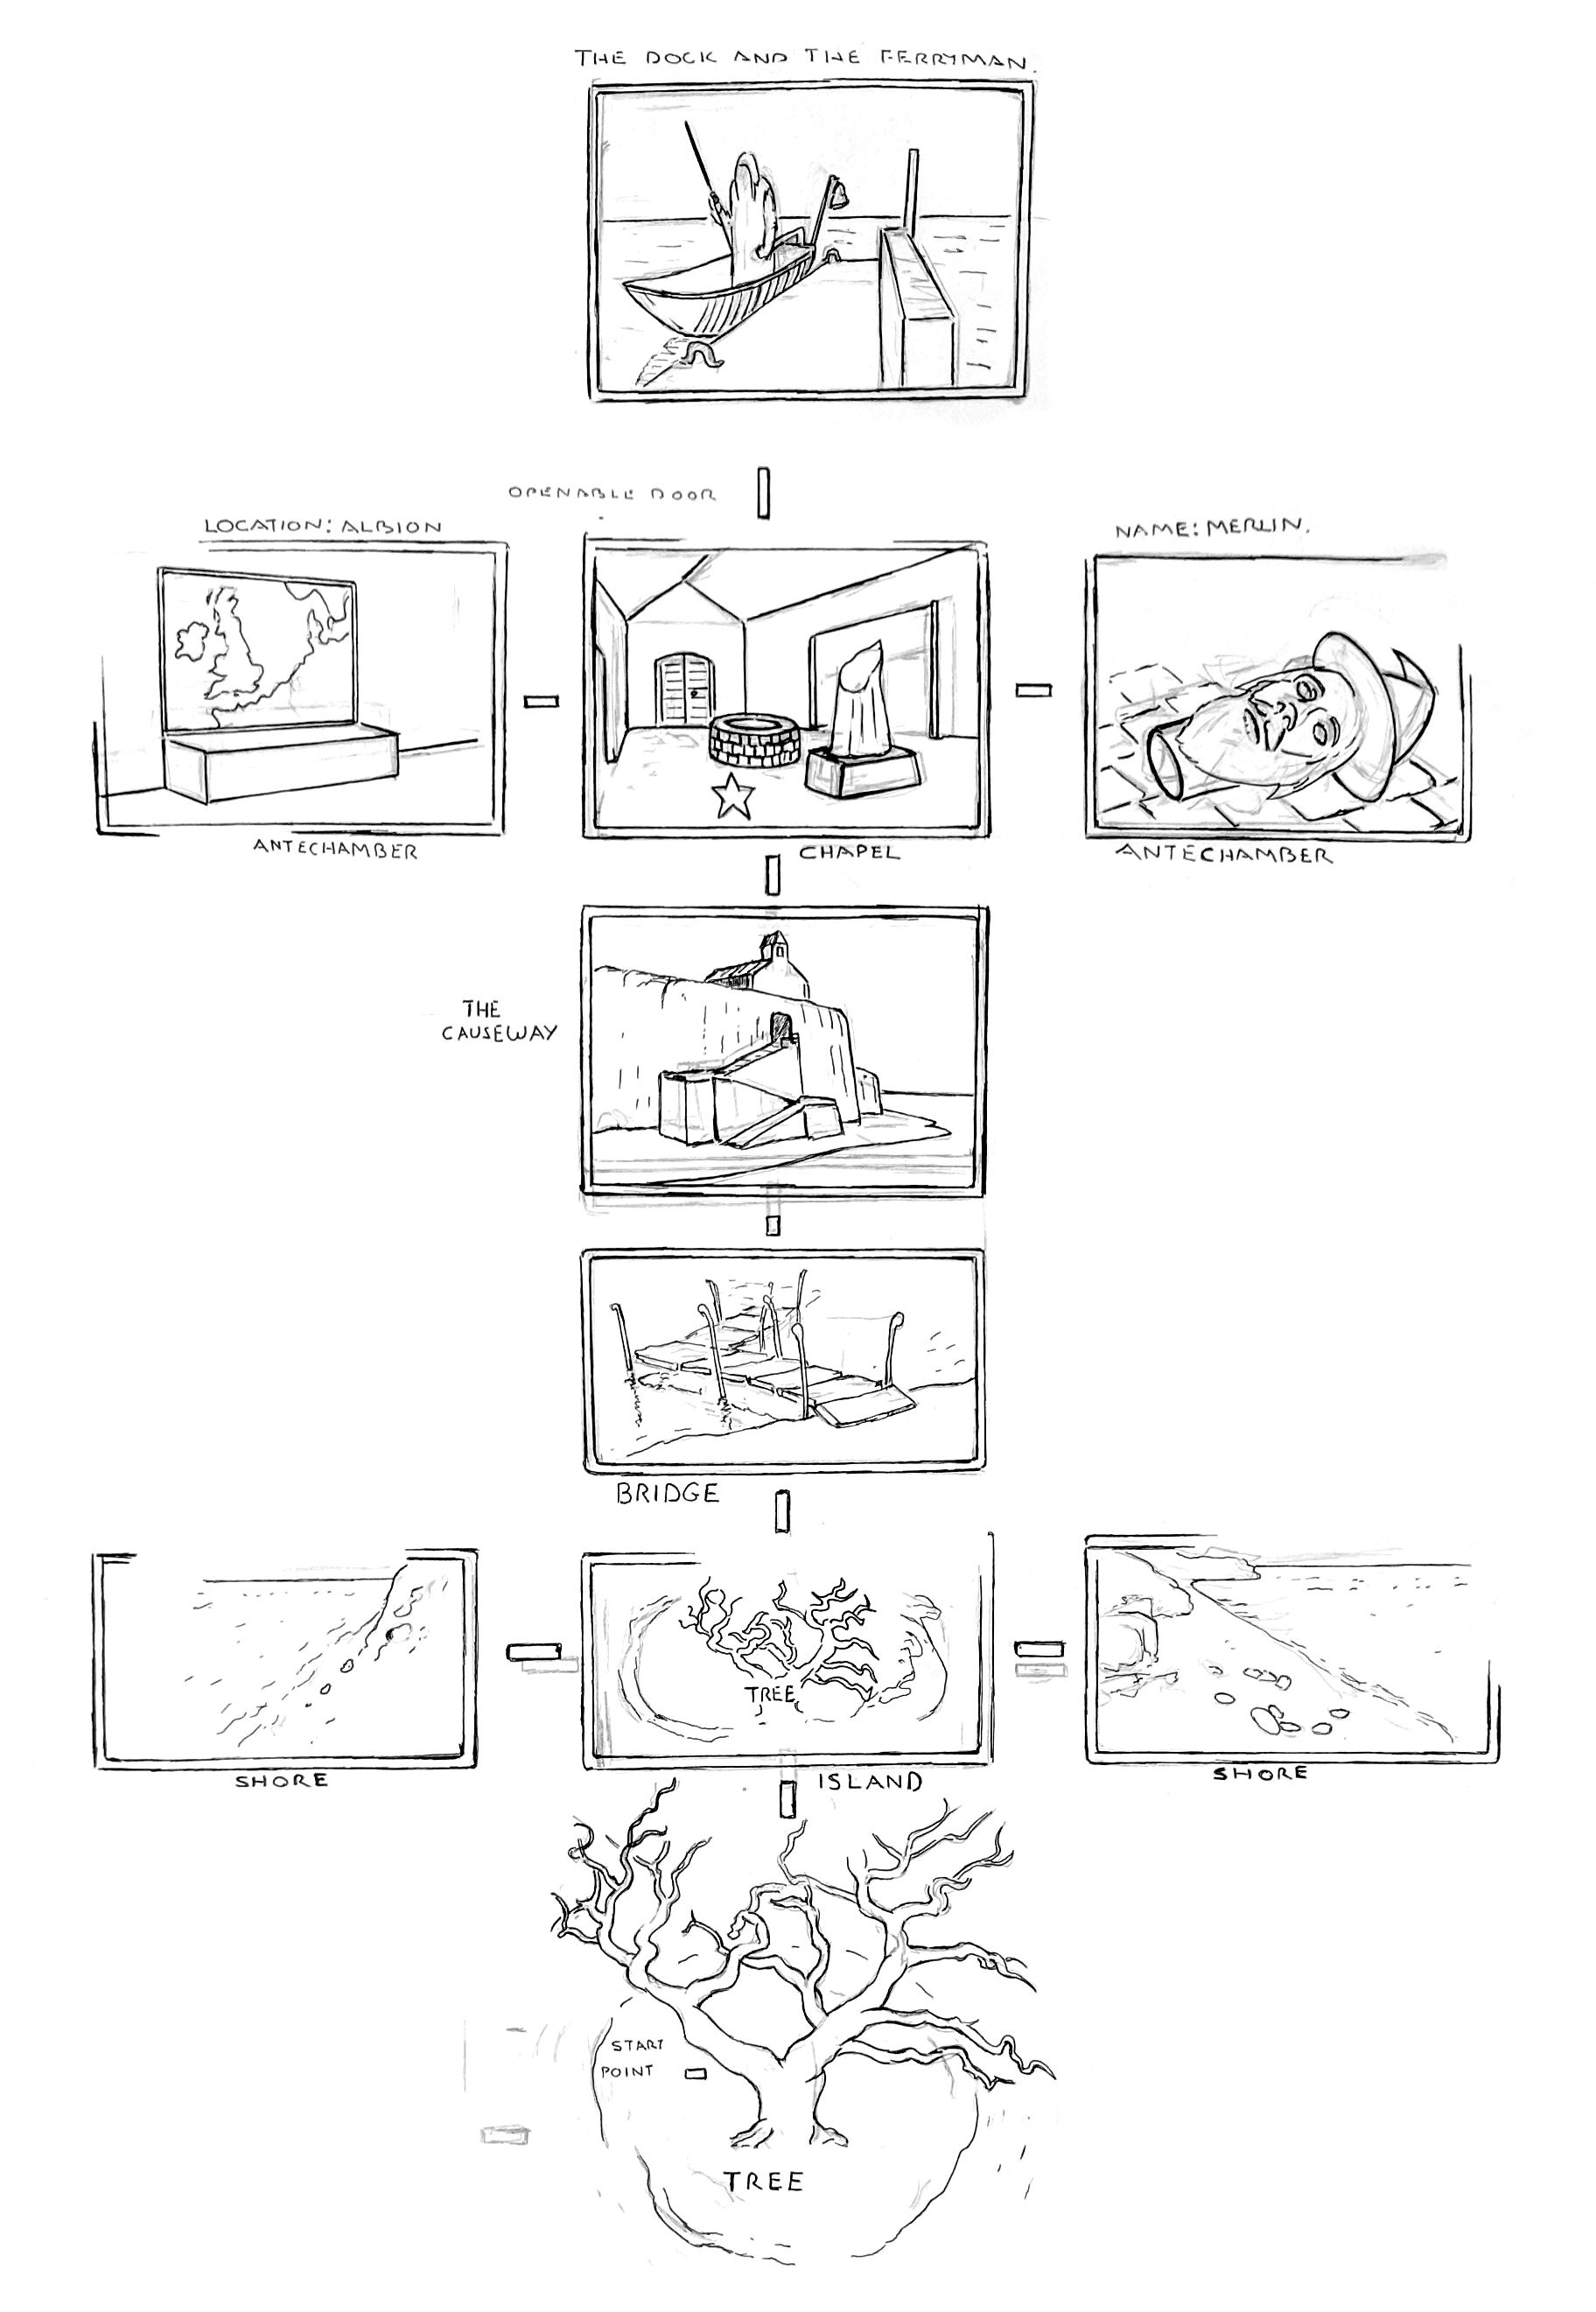 THE DOCK AND THE FERRYMAN.
OPENABLE DOOR
LOCATION: ALBION
NAME: MERLIN.
ANTECHAMBER
CHAPEL
ANTECHAMBER
THE
CAUSEWAY
BRIDGE
TREE
SHORE
ISLAND
SHORE
START
POINT
TREE